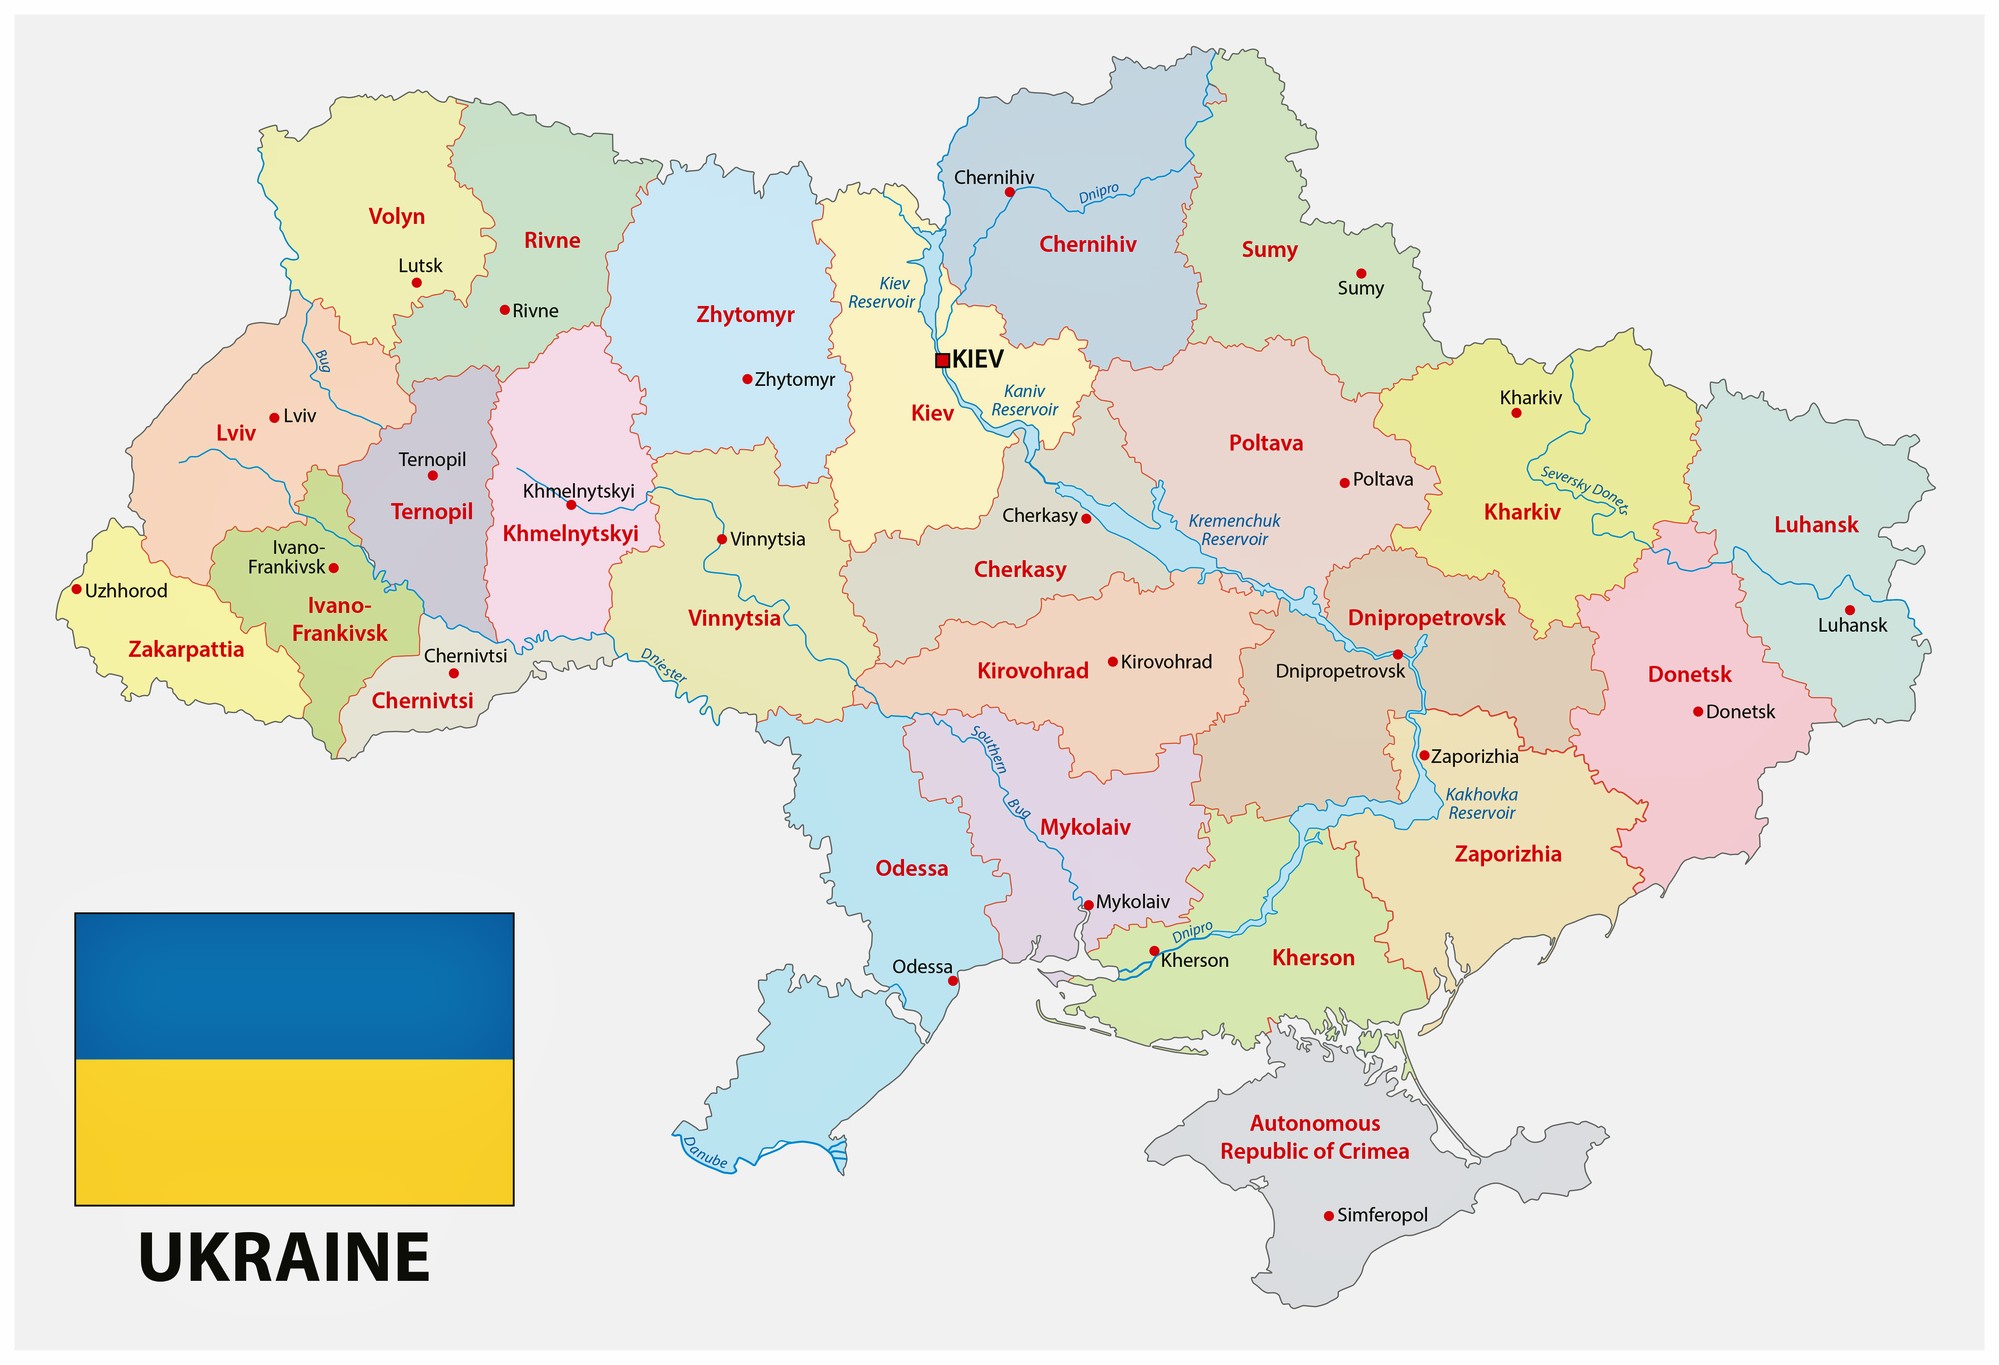 Volyn
Lutsk
Rivne
Rivne
Zhytomyr
Zhytomyr
Kiev
Reservoir
KIEV
Kiev
Kaniv
Reservoir
Chernihiv
Dnipro
Chernihiv
Sumy
Sumy
Bug
Lviv
Lviv
Ternopil
Ternopil
Khmelnytskyi
Khmelnytskyi
Vinnytsia
Vinnytsia
Cherkasy
Cherkasy
Kremenchuk
Reservoir
Poltava
Poltava
Kharkiv
Seversky Donets
Kharkiv
Luhansk
Luhansk
Uzhhorod
Zakarpattia
Ivano-
Frankivsk
Ivano-
Frankivsk
Chernivtsi
Chernivtsi
Dniester
Kirovohrad
Kirovohrad
Dnipropetrovsk
Dnipropetrovsk
Donetsk
Donetsk
Zaporizhia
Kakhovka
Reservoir
Zaporizhia
Southern
Bug
Mykolaiv
Mykolaiv
Odessa
Odessa
Dnipro
Kherson
Kherson
Danube
Autonomous
Republic of Crimea
Simferopol
UKRAINE